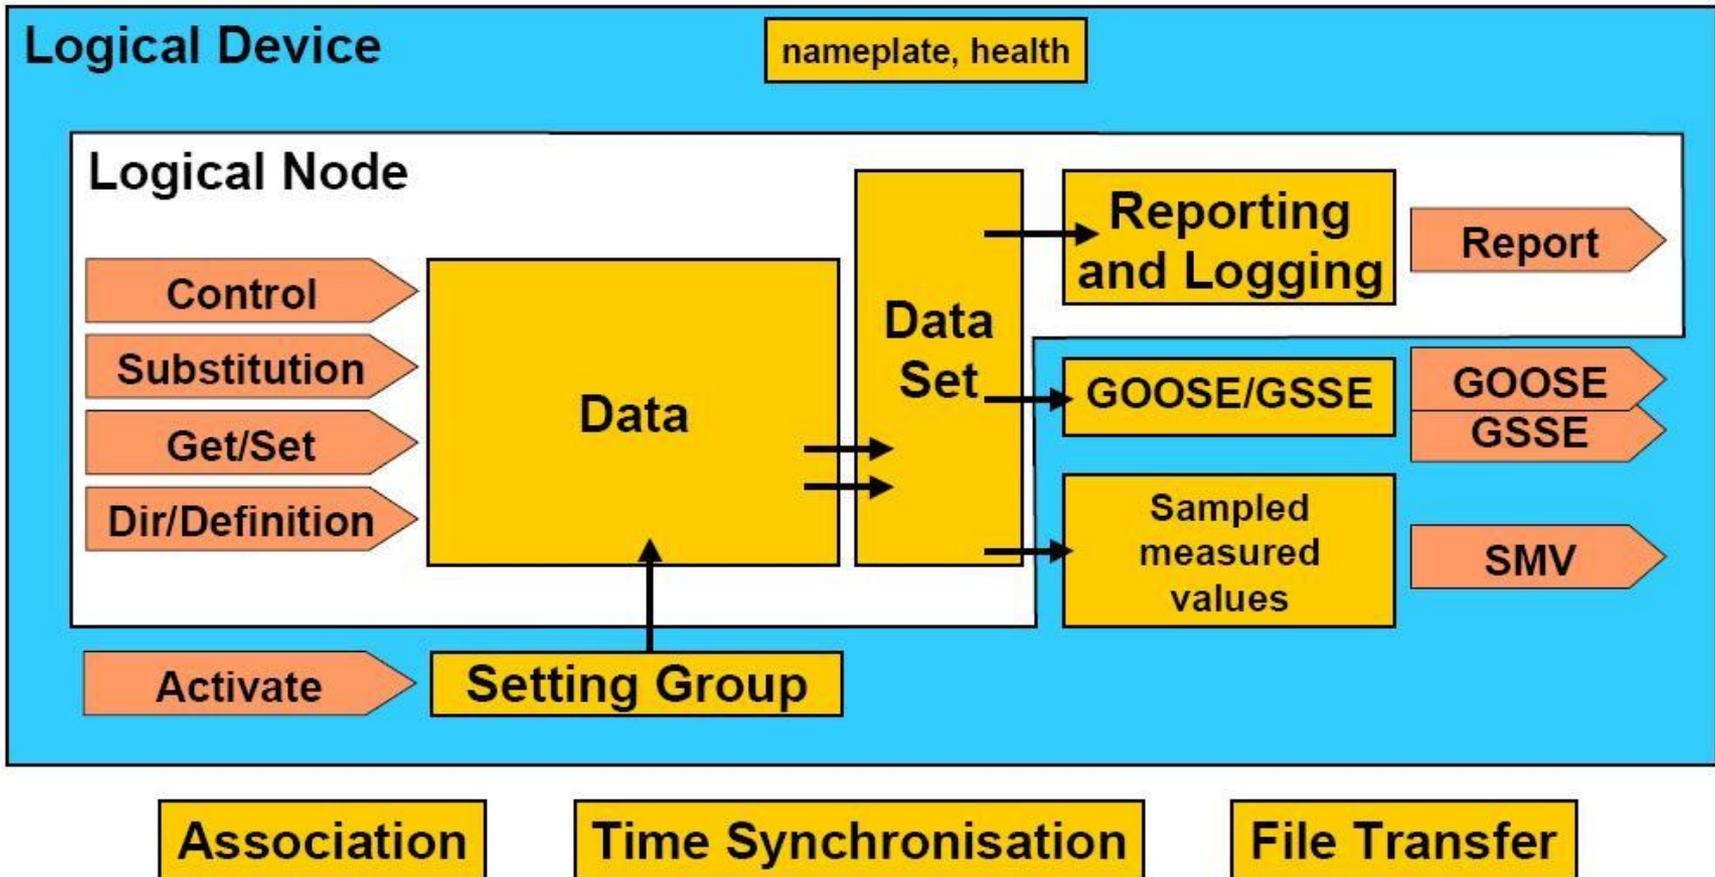 Logical Device
nameplate, health
Logical Node
Control
Substitution
Get/Set
Dir/Definition
Data
Data
Set
Reporting
and Logging
Report
GOOSE/GSSE
GOOSE
GSSE
Sampled
measured
values
SMV
Activate
Setting Group
Association
Time Synchronisation
File Transfer